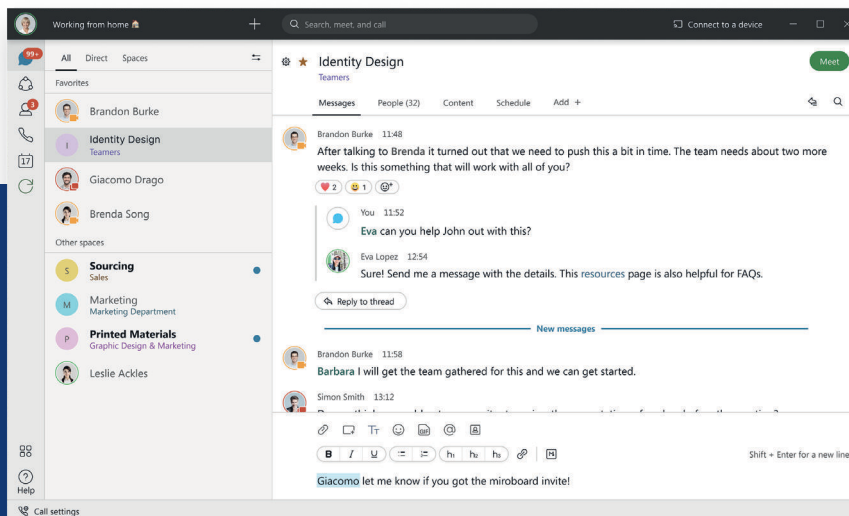 Working from home
Search, meet, and call
Connect to a device
99+
All Direct Spaces
Favorites
3
Brandon Burke
I
Identity Design
Teamers
17
Giacomo Drago
Brenda Song
Other spaces
S
Sourcing
Sales
M
Marketing
Marketing Department
P
Printed Materials
Graphic Design & Marketing
Leslie Ackles
Help
Call settings
Identity Design
Teamers
Meet
Messages People (32) Content Schedule Add +
Brandon Burke 11:48
After talking to Brenda it turned out that we need to push this a bit in time. The team needs about two more
weeks. Is this something that will work with all of you?
2 1
You 11:52
Eva can you help John out with this?
Eva Lopez 12:54
Sure! Send me a message with the details. This resources page is also helpful for FAQs.
Reply to thread
New messages
Brandon Burke 11:58
Barbara I will get the team gathered for this and we can get started.
Simon Smith 13:12
TT GIF @
B I U h1 h2 h3 M
Shift + Enter for a new line
Giacomo let me know if you got the miroboard invite!